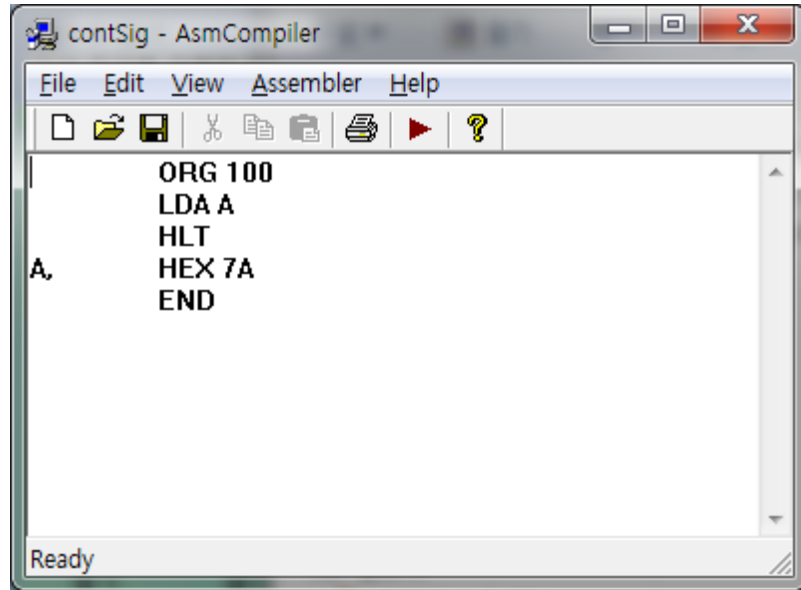 contSig - AsmCompiler
File Edit View Assembler Help
ORG 100
LDA A
HLT
A, HEX 7A
END
Ready